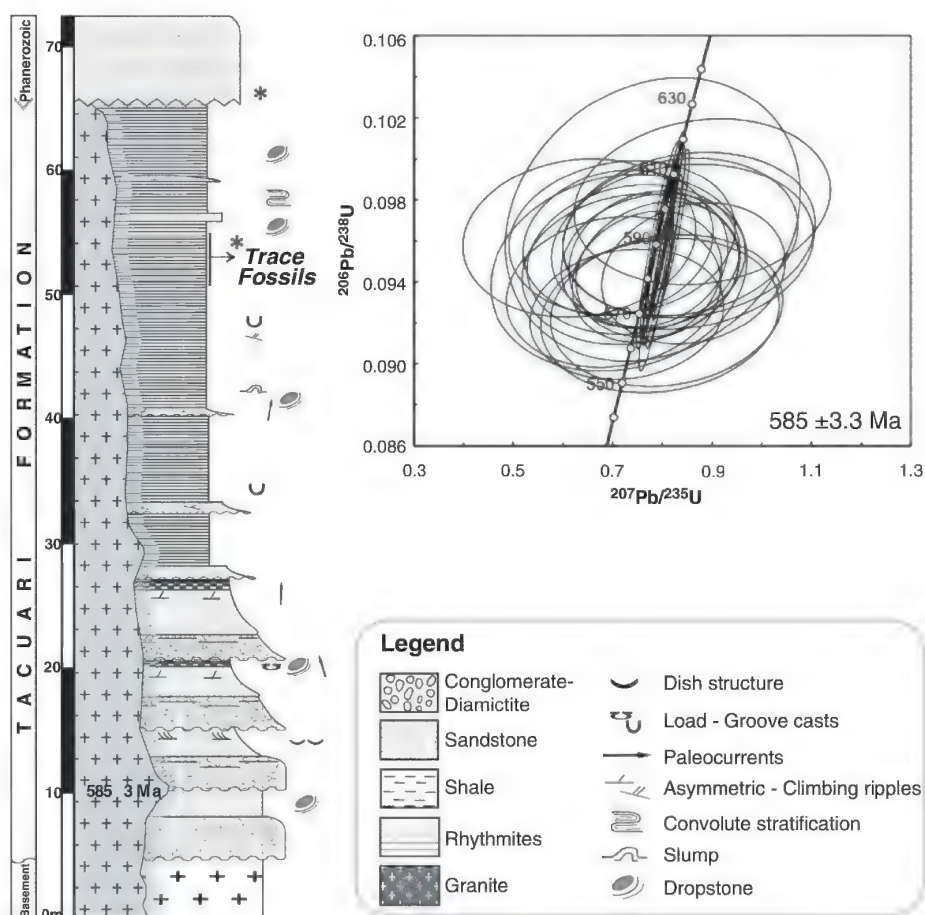 Phanerozoic
TACUARI FORMATION
Basement
70
60
50
40
30
20
10
0m
*
*
Trace
Fossils
585 3 Ma
0.106
0.102
0.098
0.094
0.090
0.086
206Pb/238U
630
550
585 ±3.3 Ma
0.3
0.5
0.7
0.9
1.1
1.3
207Pb/235U
Legend
Conglomerate-
Diamictite
Sandstone
Shale
Rhythmites
Granite
Dish structure
Load - Groove casts
Paleocurrents
Asymmetric - Climbing ripples
Convolute stratification
Slump
Dropstone